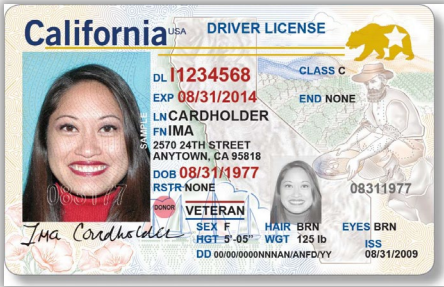 California USA DRIVER LICENSE
DL I1234568 CLASS C
EXP 08/31/2014 END NONE
LN CARDHOLDER
FN IMA
2570 24TH STREET
ANYTOWN, CA 95818
DOB 08/31/1977
RSTR NONE 08311977
SAMPLE
083177
DONOR
VETERAN
SEX F HAIR BRN EYES BRN
HGT 5'-05" WGT 125 lb ISS
DD 00/00/0000NNNAN/ANFD/YY 08/31/2009
Ima Cardholder